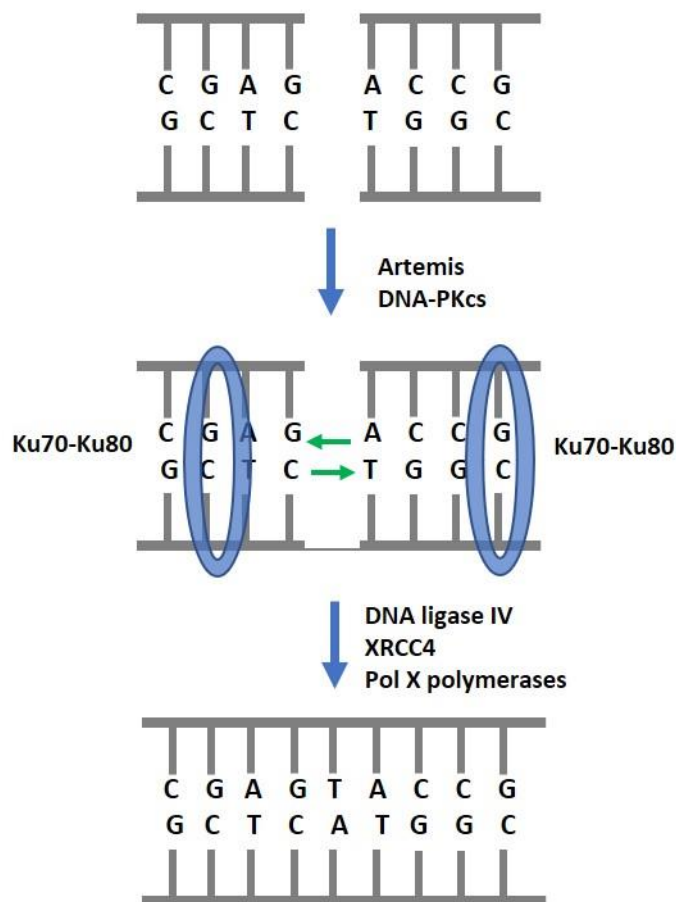 C G A G A C C G
G C T C T G G C
Artemis
DNA-PKcs
Ku70-Ku80
C G A G A C C G
G C T C T G G C
Ku70-Ku80
DNA ligase IV
XRCC4
Pol X polymerases
C G A G T A C C G
G C T C A T G G C